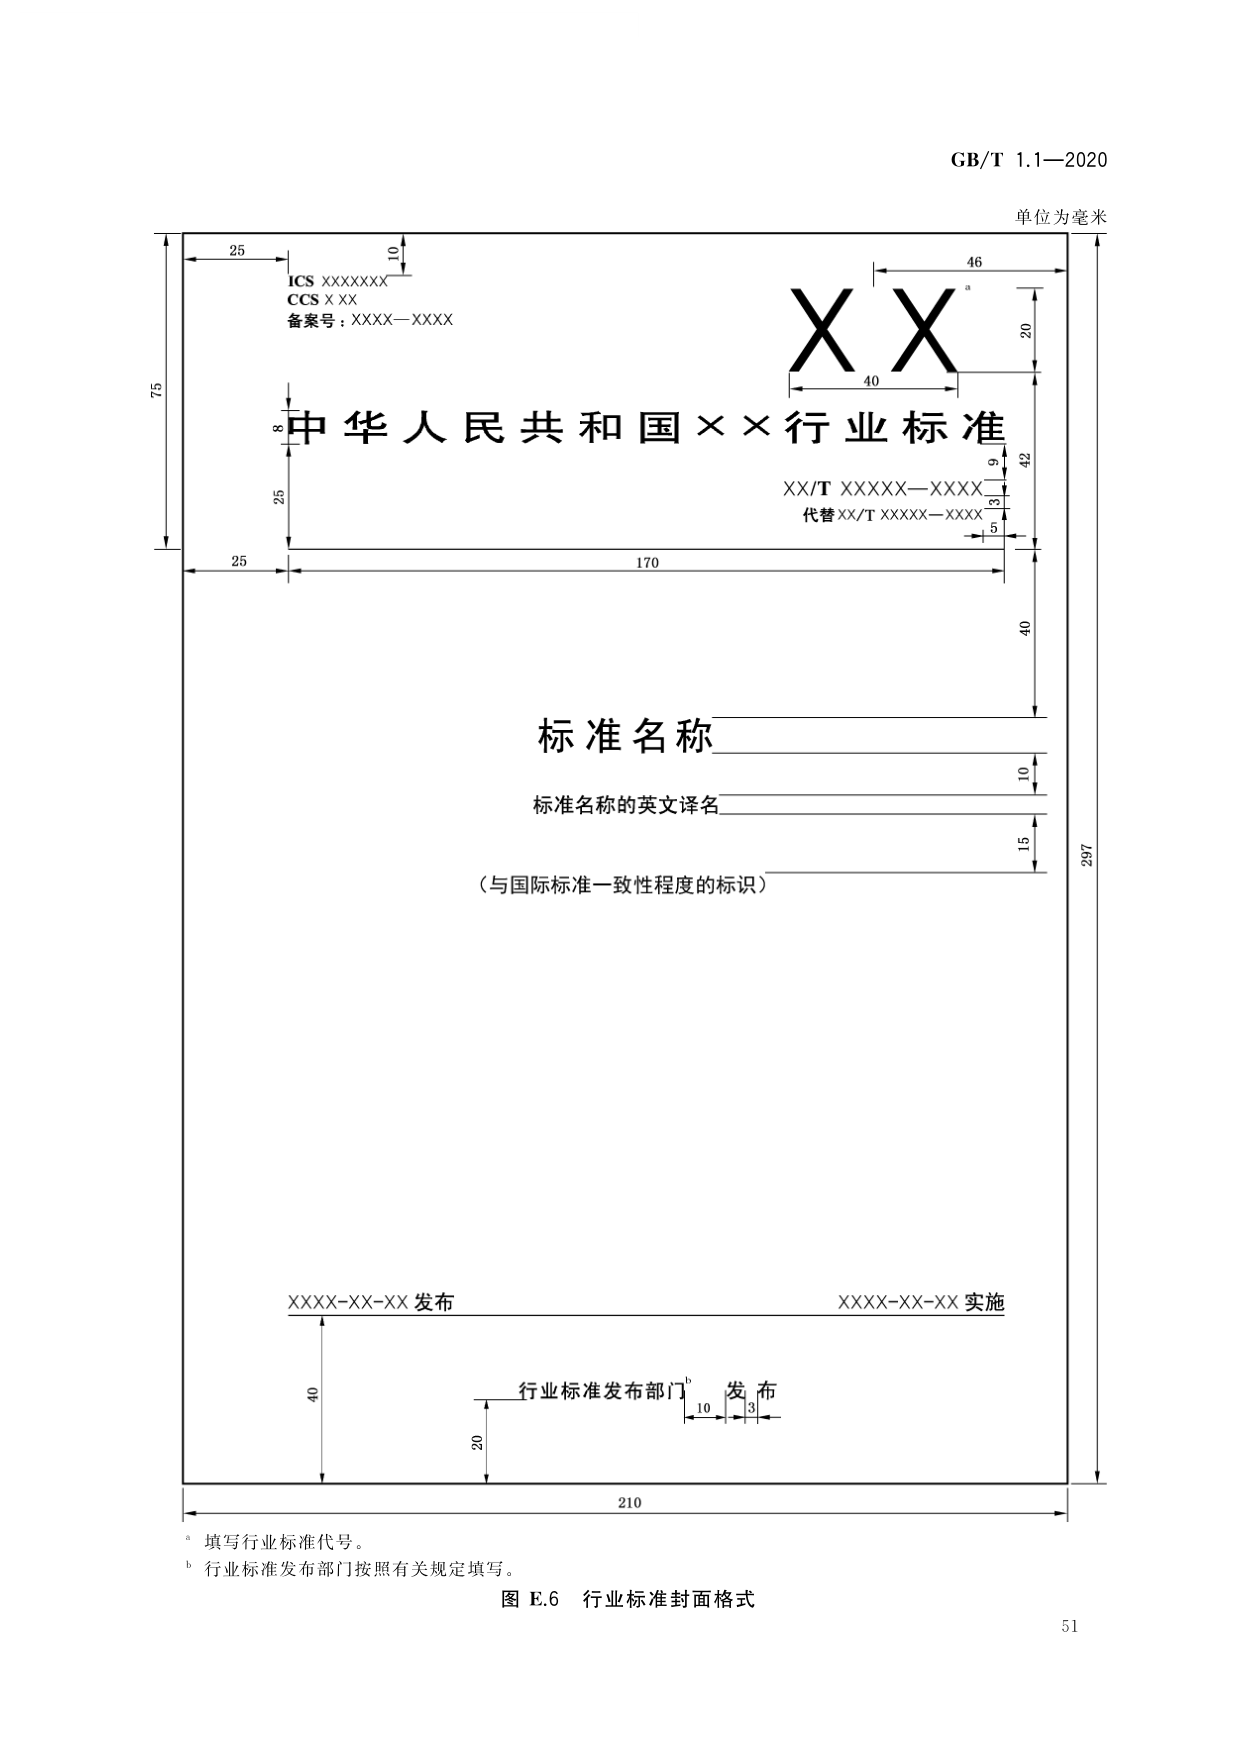 GB/T 1.1—2020
单位为毫米
25
10
46
ICS XXXXXXX
CCS X XX
备案号：XXXX—XXXX
XX a
20
40
75
8
中华人民共和国××行业标准
42
9
25
XX/T XXXXX—XXXX
3
代替XX/T XXXXX—XXXX
5
25
170
40
标准名称
10
标准名称的英文译名
15
297
（与国际标准一致性程度的标识）
XXXX-XX-XX 发布
XXXX-XX-XX 实施
40
行业标准发布部门b 发布
10
3
20
210
a 填写行业标准代号。
b 行业标准发布部门按照有关规定填写。
图 E.6 行业标准封面格式
51